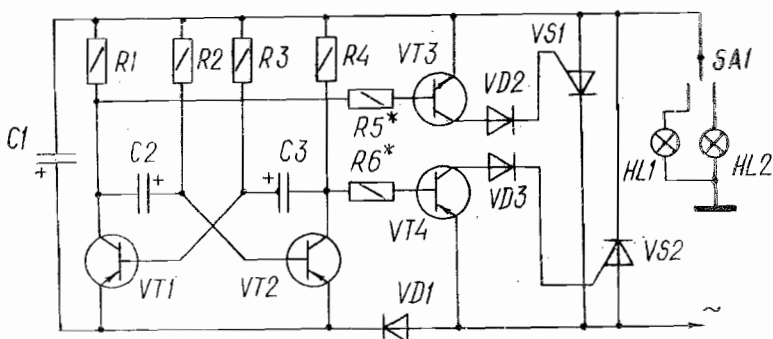 R1
R2
R3
R4
VT3
VS1
SA1
VD2
C1
+
R5*
C2
+
C3
+
R6*
HL1
HL2
VD3
VT4
VS2
VT1
VT2
VD1
~